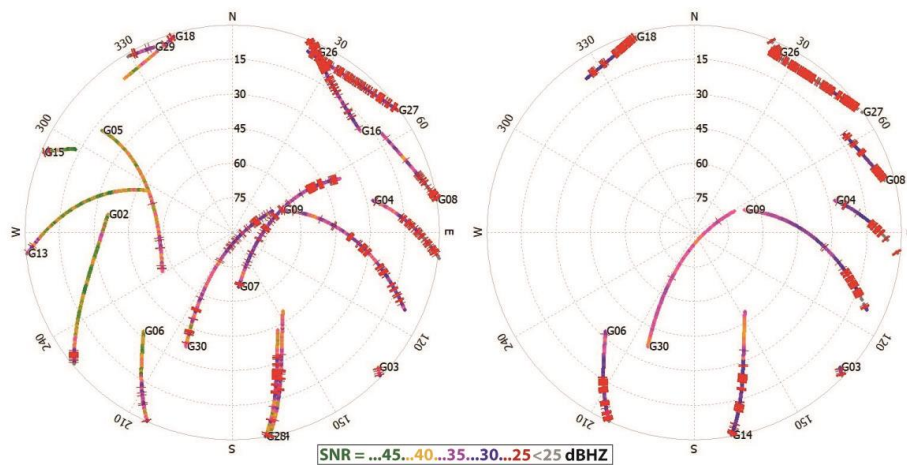 N
N
G18
G29
330
30
G26
15
G27
60
30
G16
G05
300
45
G15
60
G08
75
G04
G02
G09
W
E
G13
G07
240
G06
G30
120
G03
210
150
S
G18
330
30
G26
15
G27
60
30
300
45
G08
60
75
G04
G09
W
G06
240
G30
120
G03
210
150
G14
S
SNR = ...45...40...35...30...25<25 dBHZ